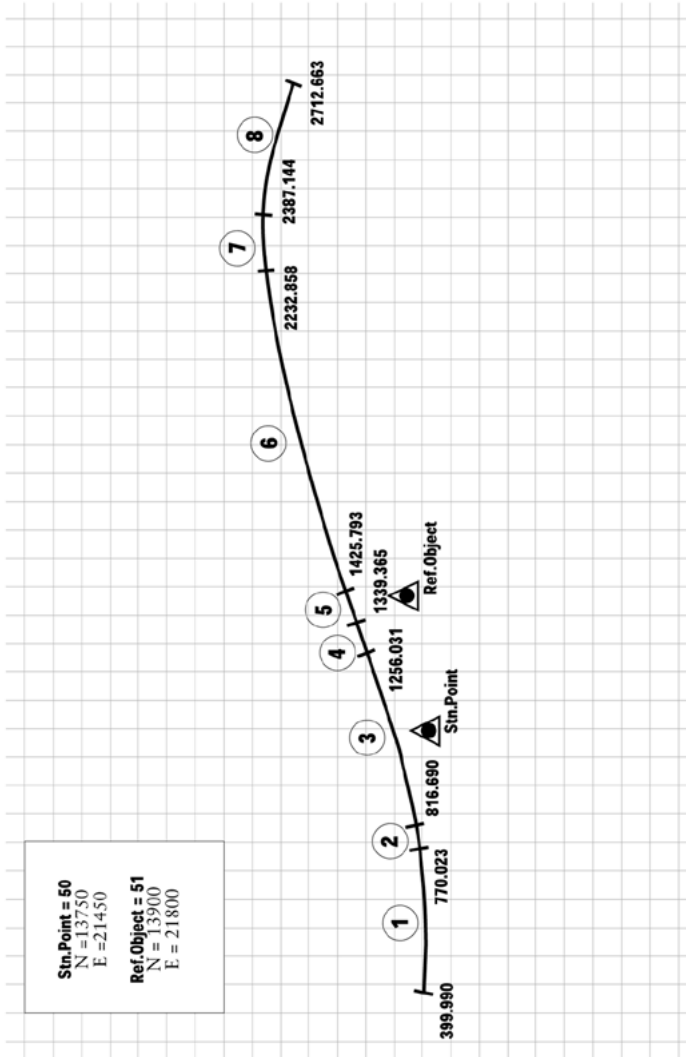 Stn.Point = 50
N =13750
E =21450
Ref.Object = 51
N = 13900
E = 21800
399.990
1
770.023
2
816.690
3
Stn.Point
1256.031
4
1339.365
5
Ref.Object
1425.793
6
2232.858
7
2387.144
8
2712.663